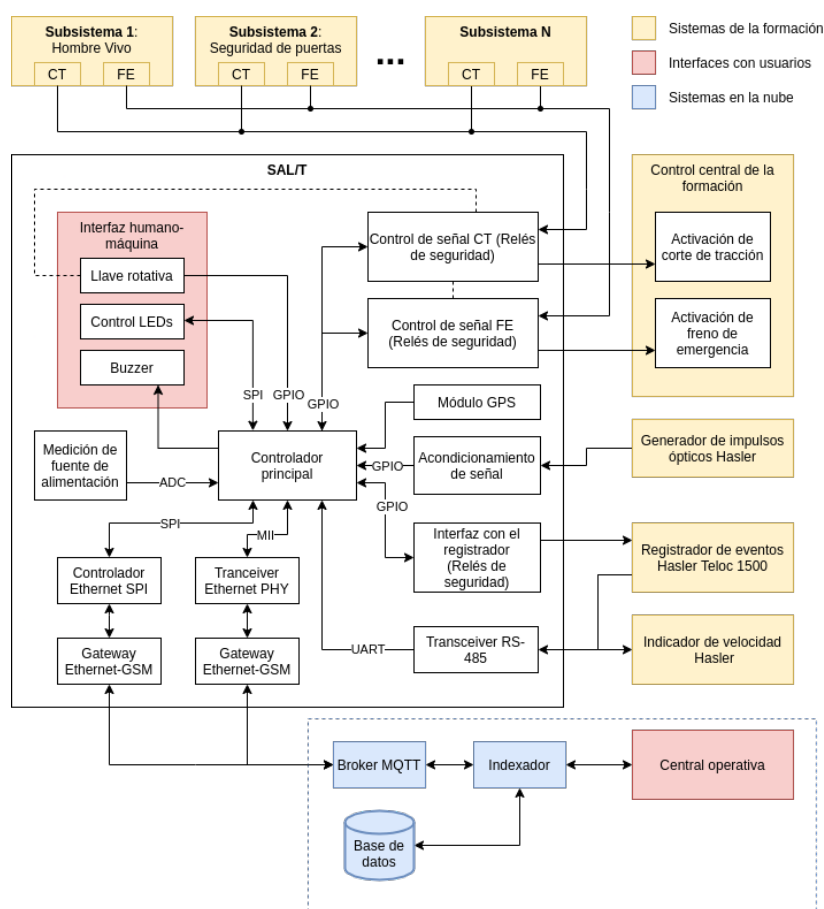 Subsistema 1:
Hombre Vivo
CT
FE
Subsistema 2:
Seguridad de puertas
CT
FE
...
Subsistema N
CT
FE
Sistemas de la formación
Interfaces con usuarios
Sistemas en la nube
SAL/T
Interfaz humano-
máquina
Llave rotativa
Control LEDs
Buzzer
Control de señal CT (Relés
de seguridad)
Control de señal FE
(Relés de seguridad)
Control central de la
formación
Activación de
corte de tracción
Activación de
freno de
emergencia
SPI
GPIO
GPIO
Módulo GPS
Medición de
fuente de
alimentación
ADC
Controlador
principal
GPIO
Acondicionamiento
de señal
Generador de impulsos
ópticos Hasler
GPIO
SPI
MII
Interfaz con el
registrador
(Relés de
seguridad)
Registrador de eventos
Hasler Teloc 1500
Controlador
Ethernet SPI
Tranceiver
Ethernet PHY
UART
Transceiver RS-
485
Indicador de velocidad
Hasler
Gateway
Ethernet-GSM
Gateway
Ethernet-GSM
Broker MQTT
Indexador
Central operativa
Base de
datos